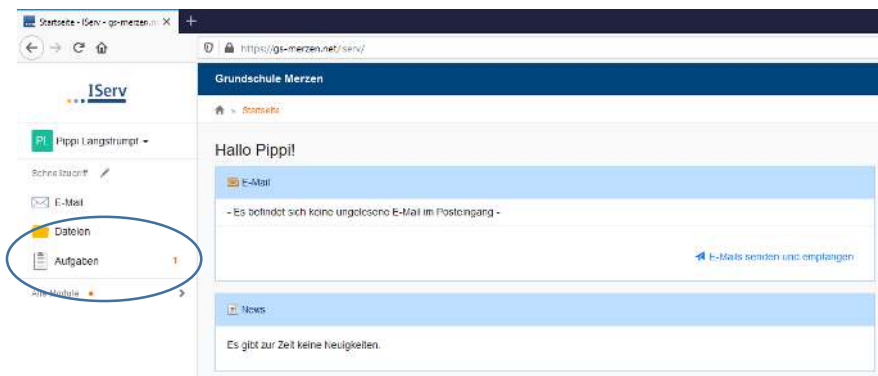 Startseite - IServ - gs-merzen.n
https://gs-merzen.net/iserv/
IServ
Grundschule Merzen
Startseite
PL Pippi Langstrumpf
Hallo Pippi!
Schnellzugriff
E-Mail
Dateien
Aufgaben 1
Alle Module
E-Mail
- Es befindet sich keine ungelesene E-Mail im Posteingang -
E-Mails senden und empfangen
News
Es gibt zur Zeit keine Neuigkeiten.